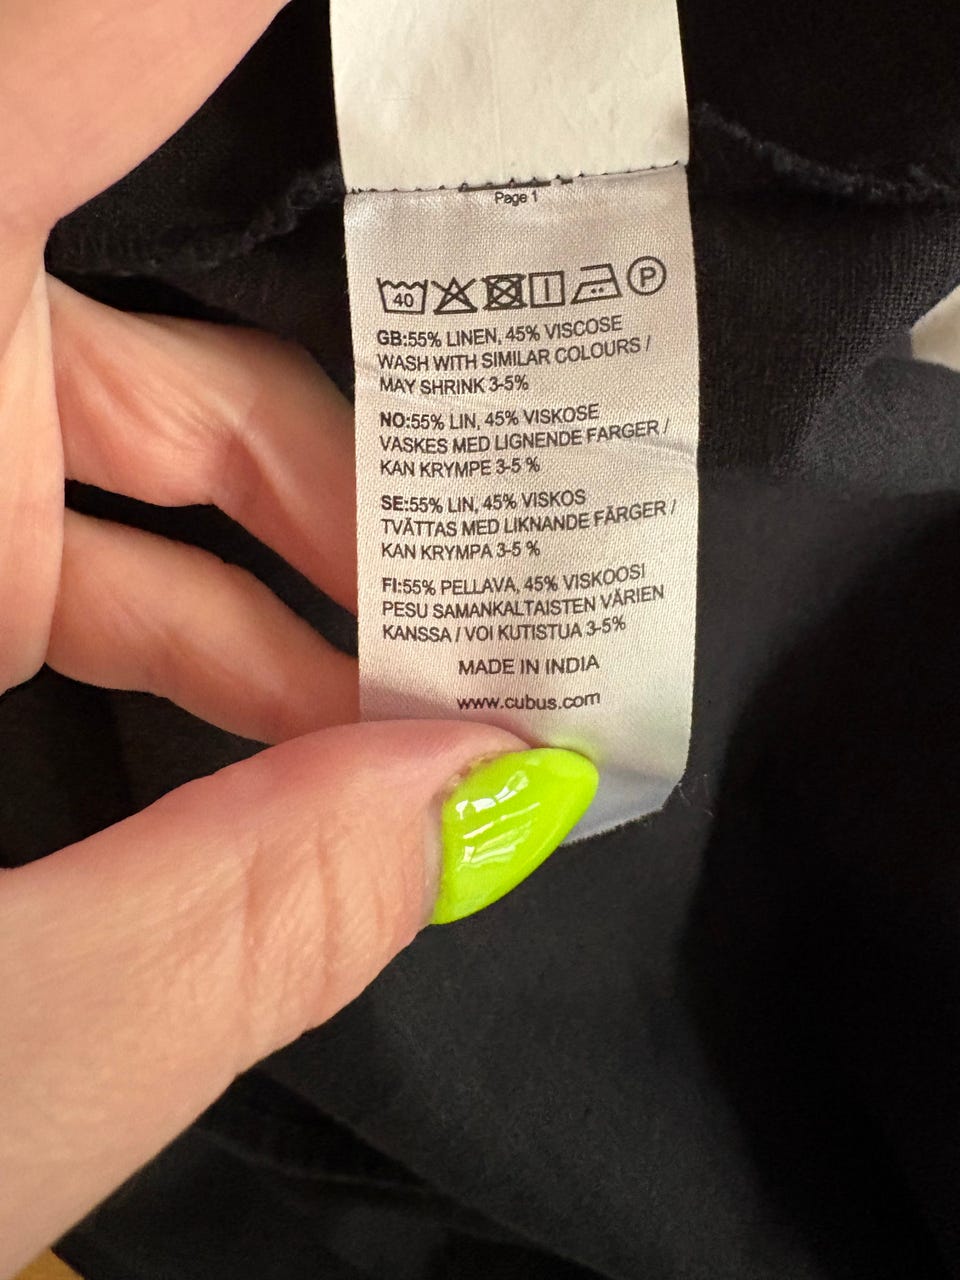 Page 1
40 P
GB:55% LINEN, 45% VISCOSE
WASH WITH SIMILAR COLOURS /
MAY SHRINK 3-5%
NO:55% LIN, 45% VISKOSE
VASKES MED LIGNENDE FARGER /
KAN KRYMPE 3-5 %
SE:55% LIN, 45% VISKOS
TVÄTTAS MED LIKNANDE FÄRGER /
KAN KRYMPA 3-5 %
FI:55% PELLAVA, 45% VISKOOSI
PESU SAMANKALTAISTEN VÄRIEN
KANSSA / VOI KUTISTUA 3-5%
MADE IN INDIA
www.cubus.com